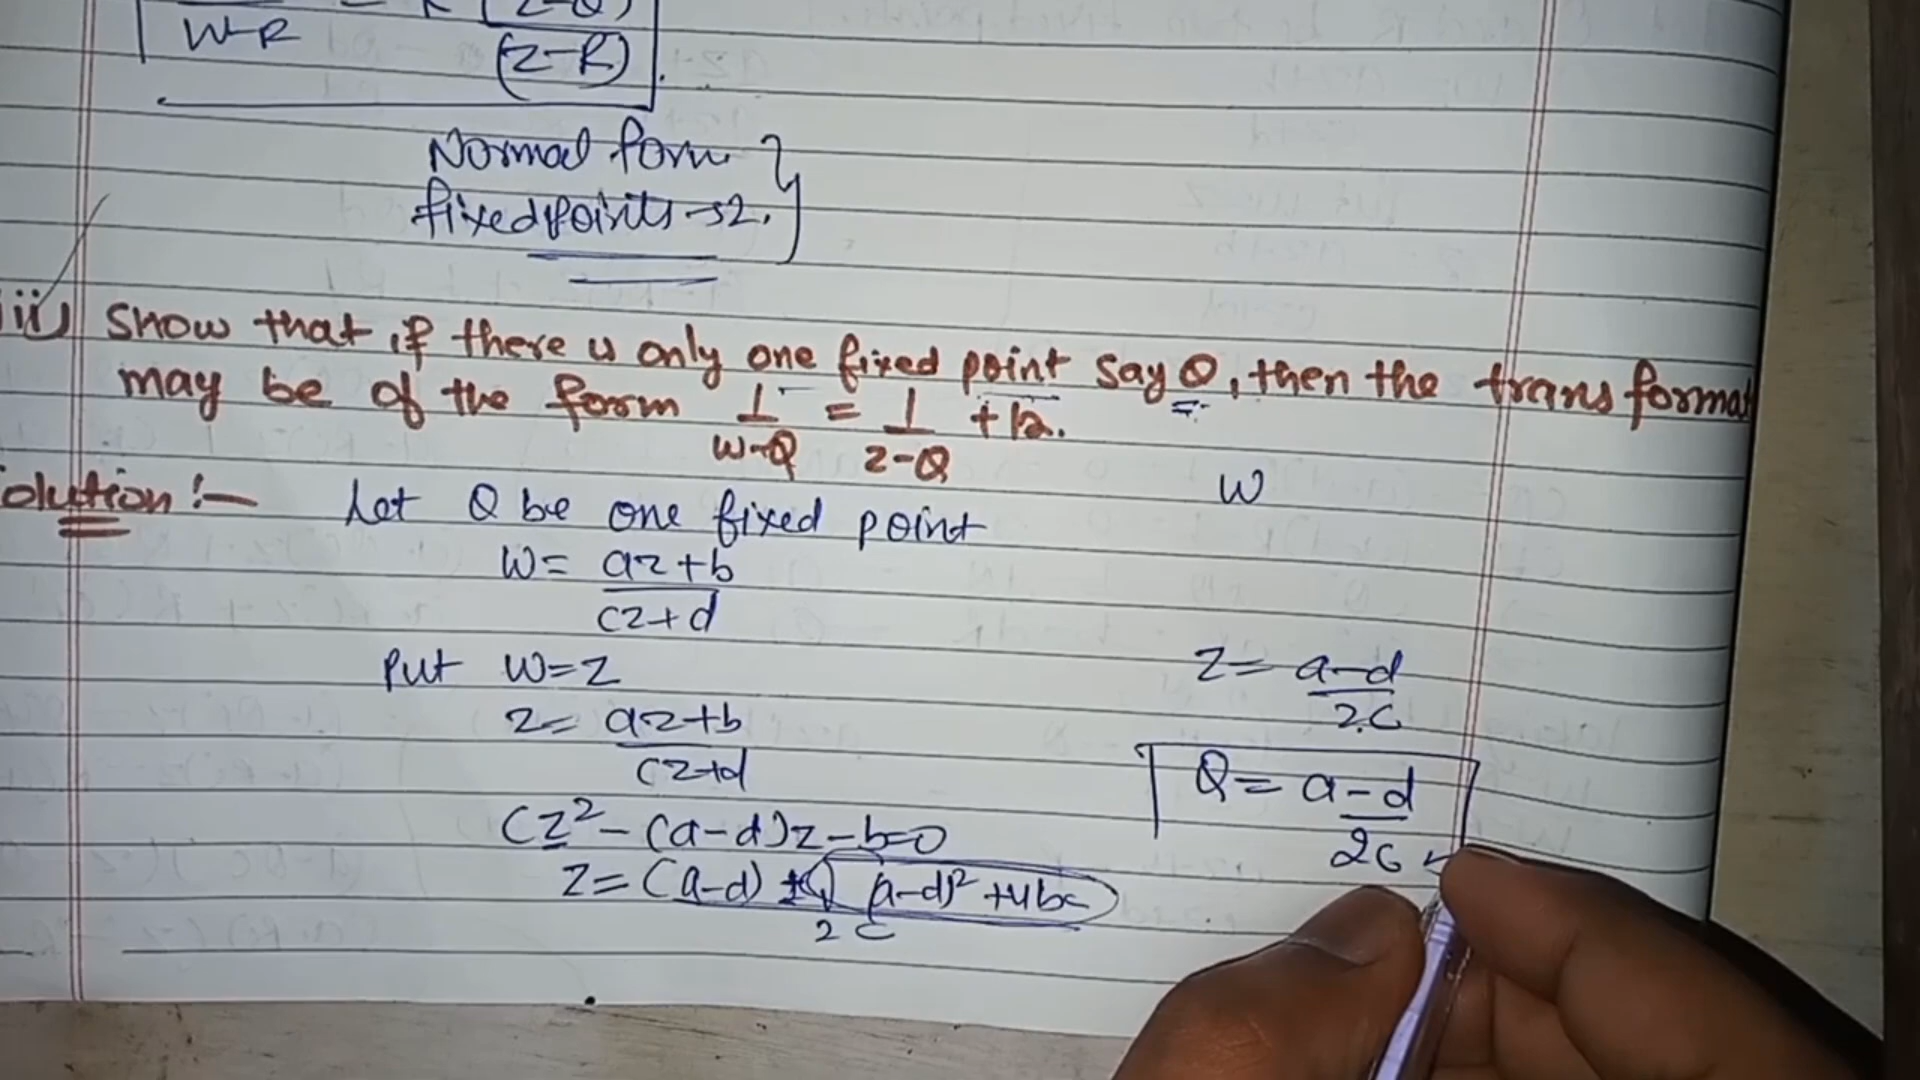 W-R (z-Q)
(z-R)
Normal form
fixed points → 2.
iii) Show that if there is only one fixed point say Q, then the transformat
may be of the form 1/(w-Q) = 1/(z-Q) + k.
olution :- Let Q be one fixed point
w
w = (az+b)/(cz+d)
Put w=z
z = (az+b)/(cz+d)
cz² - (a-d)z - b=0
z = ((a-d) ± √((a-d)² + 4bc))/2c
z = (a-d)/2c
Q = (a-d)/2c